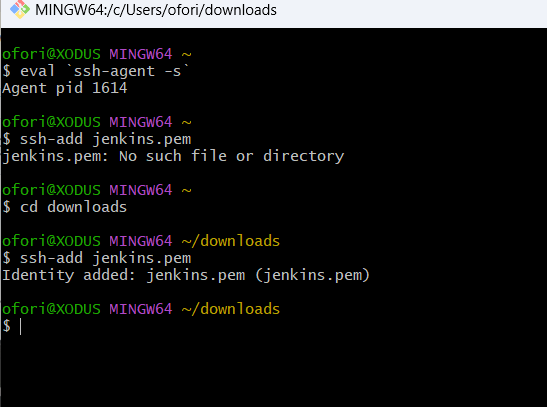 MINGW64:/c/Users/ofori/downloads
ofori@XODUS MINGW64 ~
$ eval `ssh-agent -s`
Agent pid 1614
ofori@XODUS MINGW64 ~
$ ssh-add jenkins.pem
jenkins.pem: No such file or directory
ofori@XODUS MINGW64 ~
$ cd downloads
ofori@XODUS MINGW64 ~/downloads
$ ssh-add jenkins.pem
Identity added: jenkins.pem (jenkins.pem)
ofori@XODUS MINGW64 ~/downloads
$